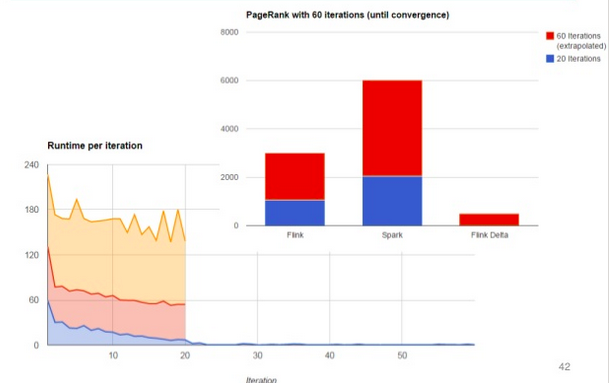 PageRank with 60 iterations (until convergence)
8000
6000
4000
2000
0
60 Iterations
(extrapolated)
20 Iterations
Flink
Spark
Flink Delta
Runtime per iteration
240
180
120
60
0
10
20
30
40
50
Iteration
42